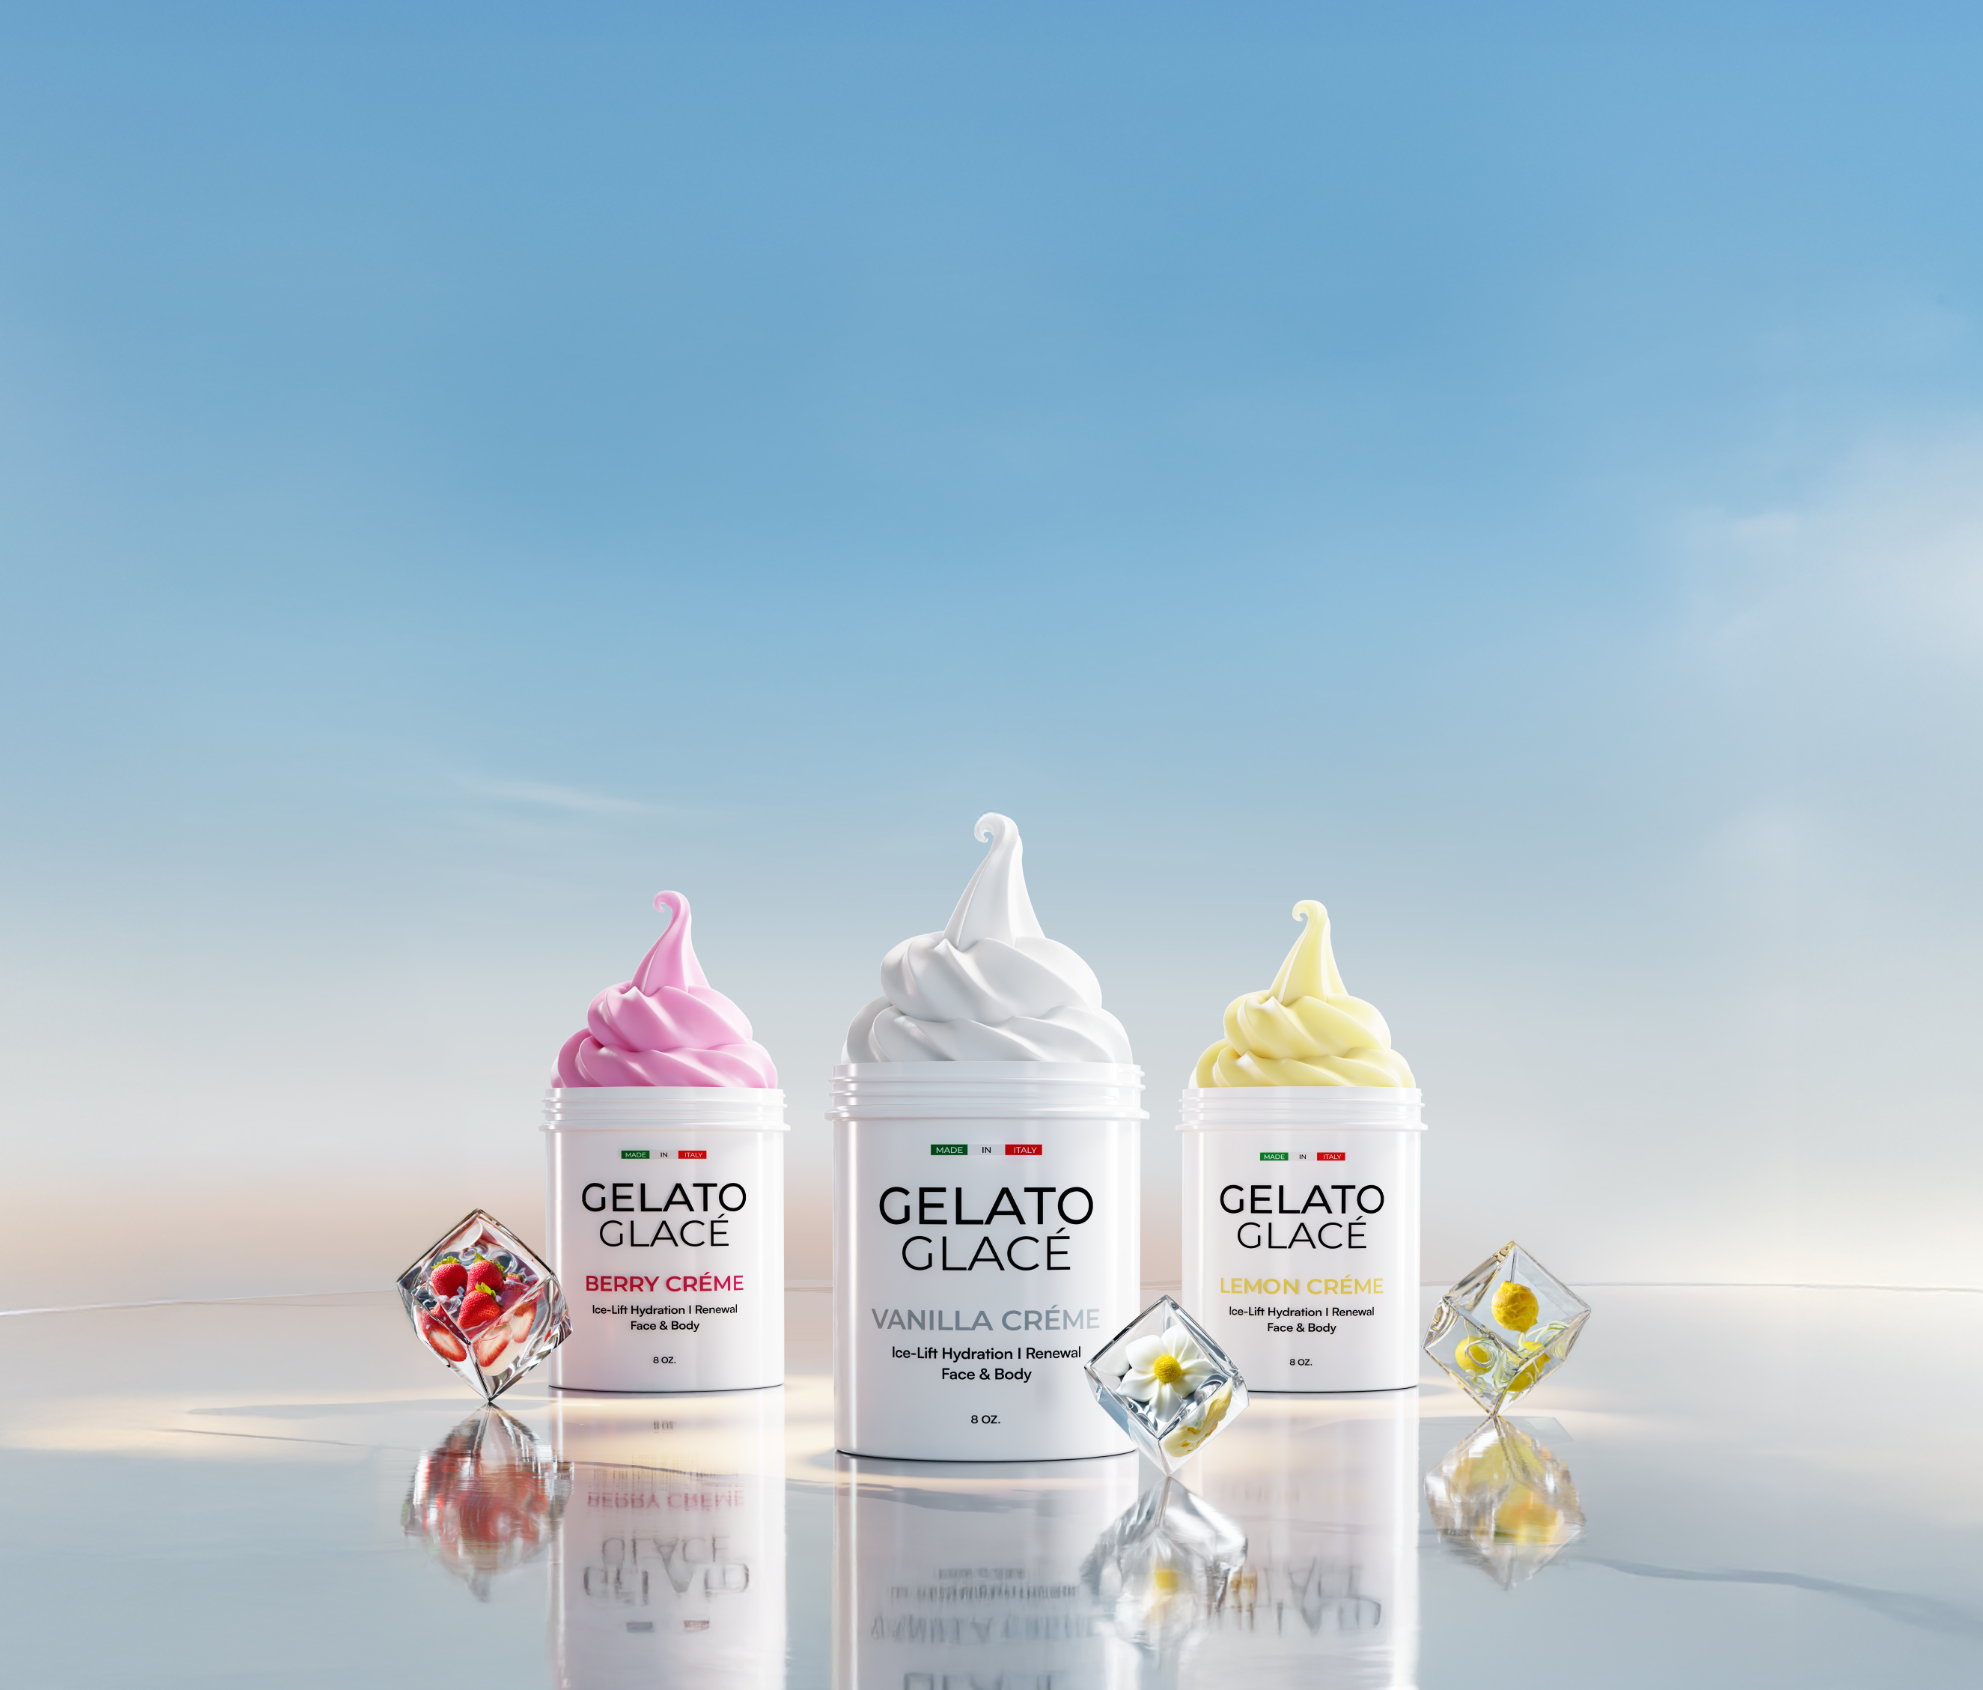 MADE IN ITALY
GELATO
GLACÉ
BERRY CRÉME
Ice-Lift Hydration I Renewal
Face & Body
8 OZ.
MADE IN ITALY
GELATO
GLACÉ
VANILLA CRÉME
Ice-Lift Hydration I Renewal
Face & Body
8 OZ.
MADE IN ITALY
GELATO
GLACÉ
LEMON CRÉME
Ice-Lift Hydration I Renewal
Face & Body
8 OZ.